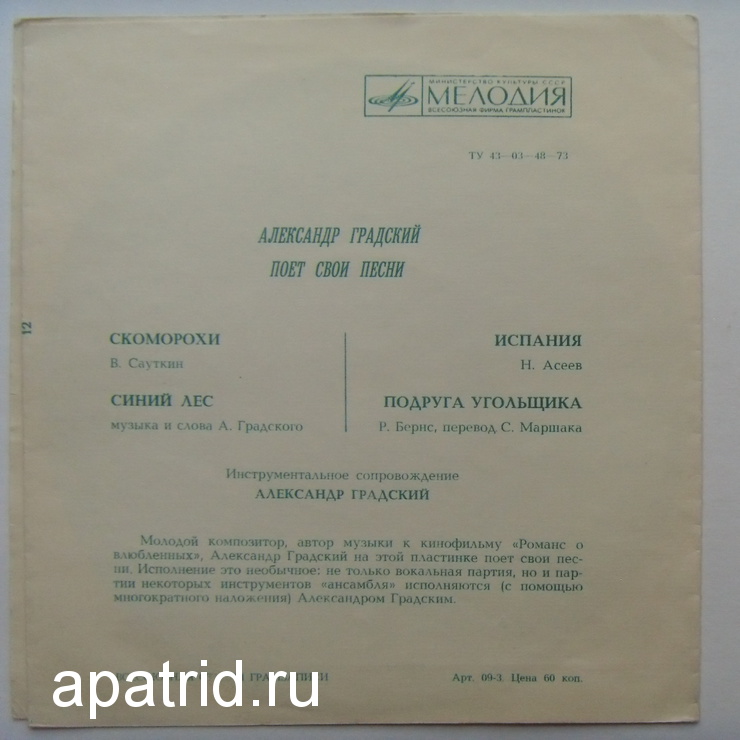 МИНИСТЕРСТВО КУЛЬТУРЫ СССР
МЕЛОДИЯ
ВСЕСОЮЗНАЯ ФИРМА ГРАМПЛАСТИНОК
ТУ 43—03—48—73
АЛЕКСАНДР ГРАДСКИЙ
ПОЕТ СВОИ ПЕСНИ
12
СКОМОРОХИ
В. Сауткин
СИНИЙ ЛЕС
музыка и слова А. Градского
ИСПАНИЯ
Н. Асеев
ПОДРУГА УГОЛЬЩИКА
Р. Бернс, перевод С. Маршака
Инструментальное сопровождение
АЛЕКСАНДР ГРАДСКИЙ
Молодой композитор, автор музыки к кинофильму «Романс о
влюбленных», Александр Градский на этой пластинке поет свои пес-
ни. Исполнение это необычное: не только вокальная партия, но и пар-
тии некоторых инструментов «ансамбля» исполняются (с помощью
многократного наложения) Александром Градским.
Арт. 09-3. Цена 60 коп.
apatrid.ru